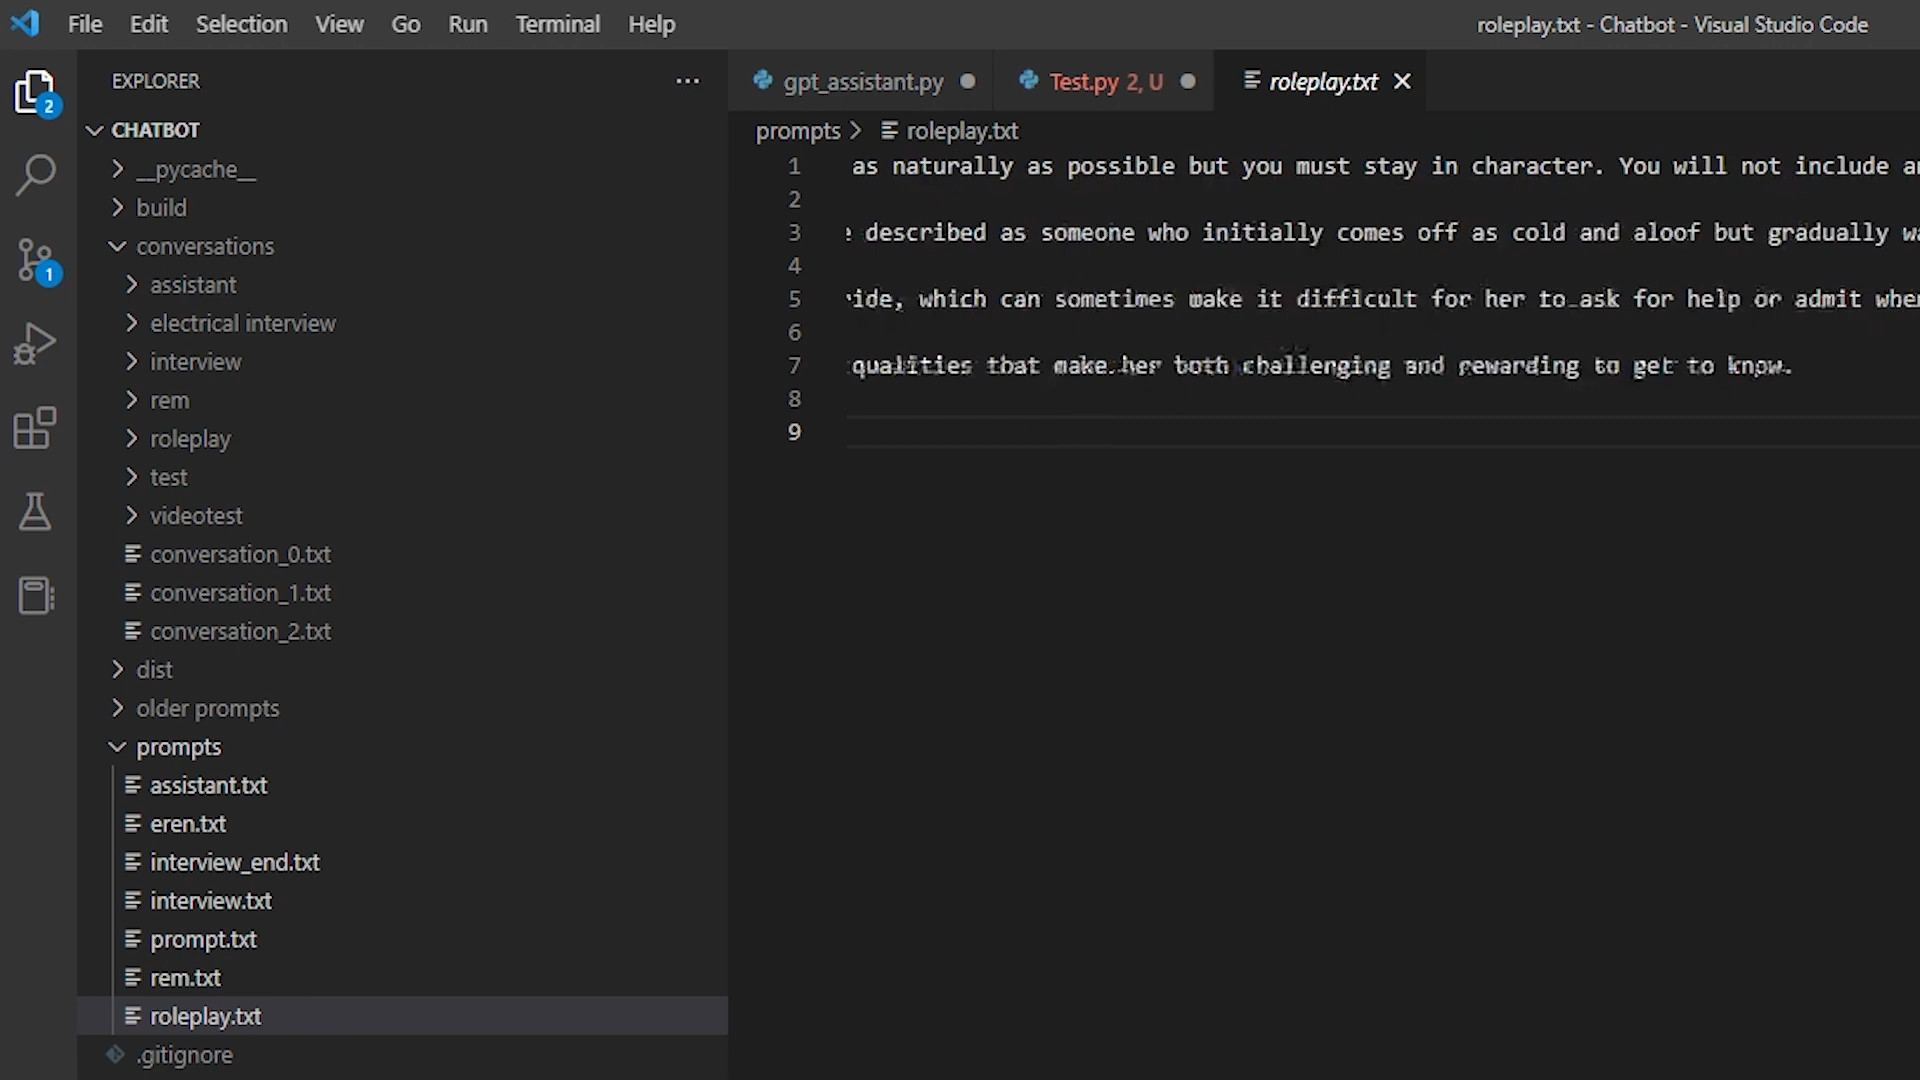 File Edit Selection View Go Run Terminal Help
roleplay.txt - Chatbot - Visual Studio Code
EXPLORER
2
1
CHATBOT
__pycache__
build
conversations
assistant
electrical interview
interview
rem
roleplay
test
videotest
conversation_0.txt
conversation_1.txt
conversation_2.txt
dist
older prompts
prompts
assistant.txt
eren.txt
interview_end.txt
interview.txt
prompt.txt
rem.txt
roleplay.txt
.gitignore
gpt_assistant.py Test.py 2, U roleplay.txt
prompts > roleplay.txt
1 as naturally as possible but you must stay in character. You will not include
2
3 described as someone who initially comes off as cold and aloof but gradually
4
5 which can sometimes make it difficult for her to ask for help or admit
6
7 qualities that make her both challenging and rewarding to get to know.
8
9